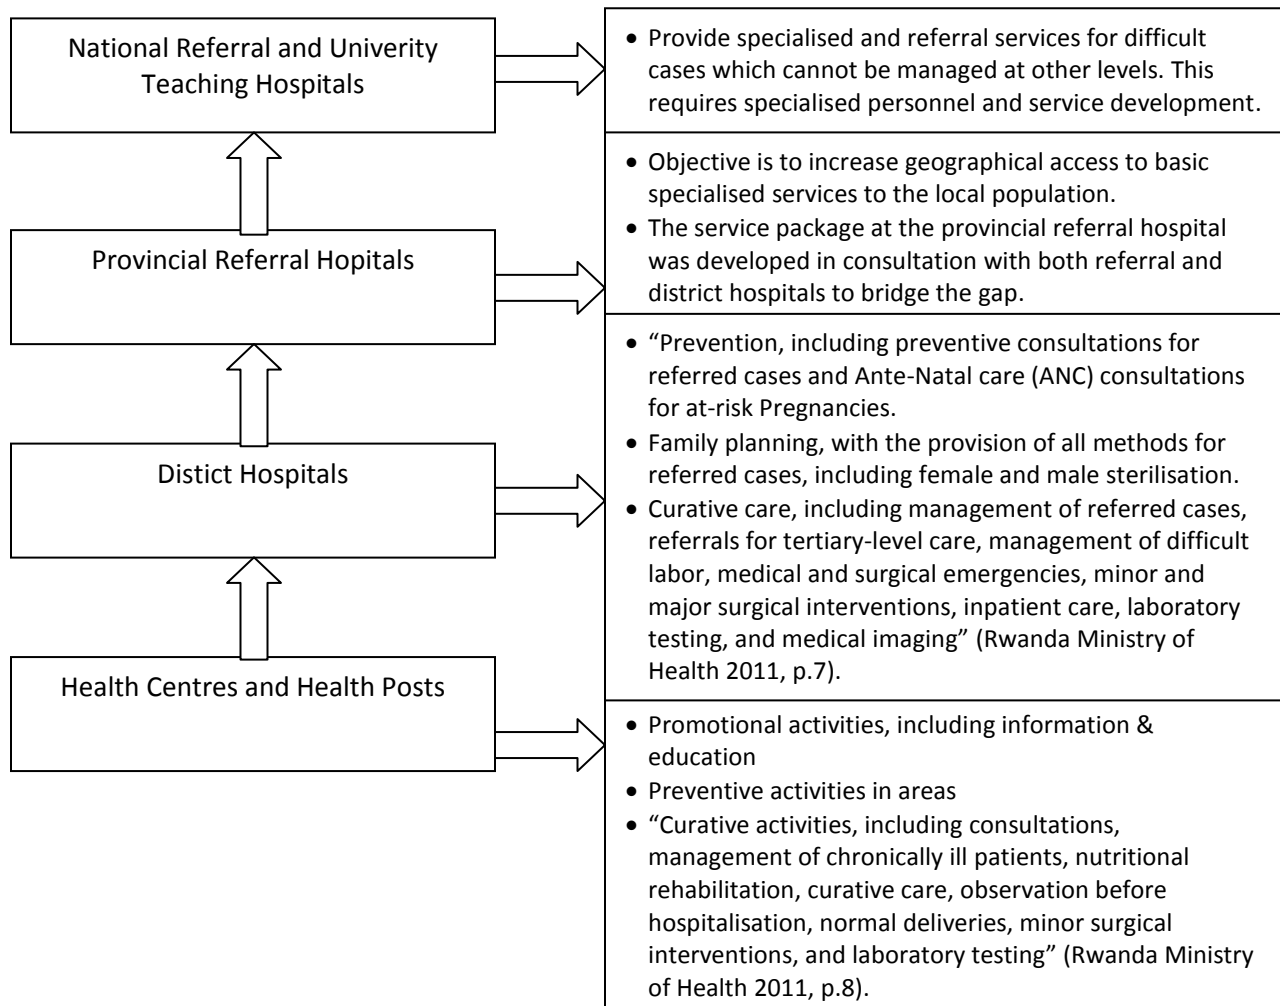 National Referral and Univerity
Teaching Hospitals
• Provide specialised and referral services for difficult
cases which cannot be managed at other levels. This
requires specialised personnel and service development.
Provincial Referral Hopitals
• Objective is to increase geographical access to basic
specialised services to the local population.
• The service package at the provincial referral hospital
was developed in consultation with both referral and
district hospitals to bridge the gap.
Distict Hospitals
• “Prevention, including preventive consultations for
referred cases and Ante-Natal care (ANC) consultations
for at-risk Pregnancies.
• Family planning, with the provision of all methods for
referred cases, including female and male sterilisation.
• Curative care, including management of referred cases,
referrals for tertiary-level care, management of difficult
labor, medical and surgical emergencies, minor and
major surgical interventions, inpatient care, laboratory
testing, and medical imaging” (Rwanda Ministry of
Health 2011, p.7).
Health Centres and Health Posts
• Promotional activities, including information &
education
• Preventive activities in areas
• “Curative activities, including consultations,
management of chronically ill patients, nutritional
rehabilitation, curative care, observation before
hospitalisation, normal deliveries, minor surgical
interventions, and laboratory testing” (Rwanda Ministry
of Health 2011, p.8).